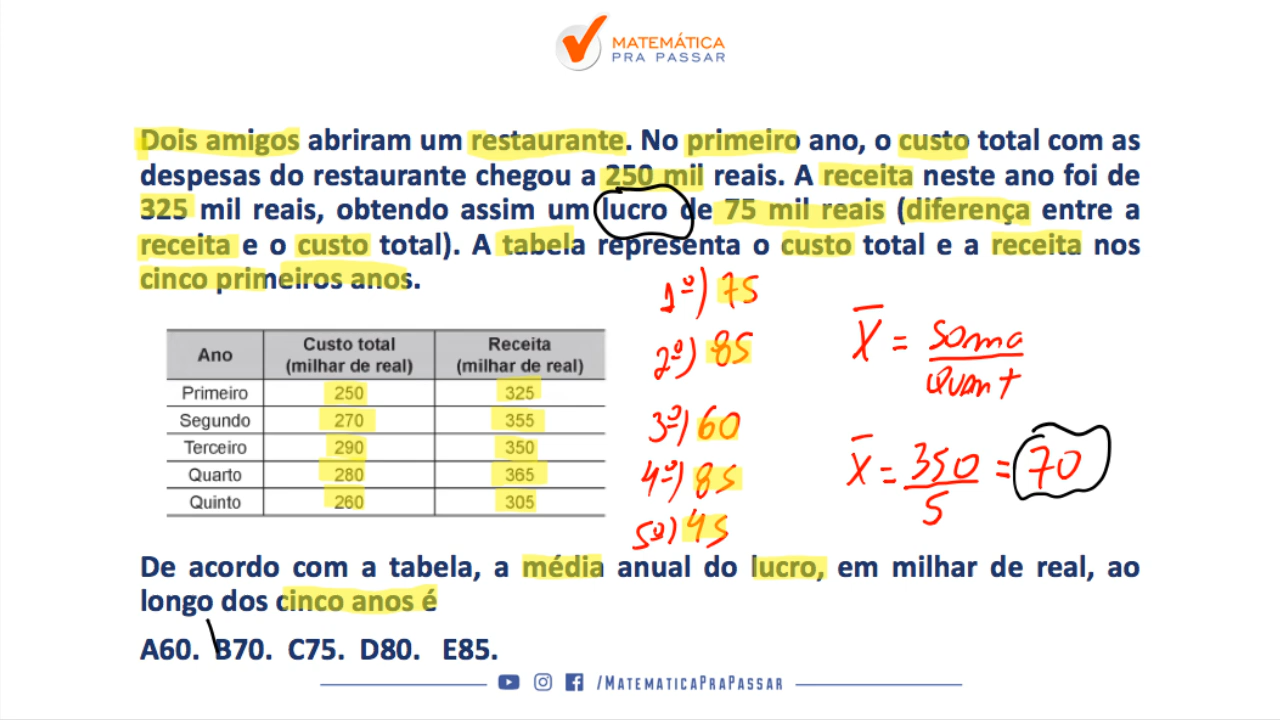 MATEMÁTICA
PRA PASSAR
Dois amigos abriram um restaurante. No primeiro ano, o custo total com as
despesas do restaurante chegou a 250 mil reais. A receita neste ano foi de
325 mil reais, obtendo assim um lucro de 75 mil reais (diferença entre a
receita e o custo total). A tabela representa o custo total e a receita nos
cinco primeiros anos.
1º) 75
2º) 85
3º) 60
4º) 85
5º) 45
X̅ = soma
quant
X̅ = 350 = 70
5
Ano Custo total (milhar de real) Receita (milhar de real)
Primeiro 250 325
Segundo 270 355
Terceiro 290 350
Quarto 280 365
Quinto 260 305
De acordo com a tabela, a média anual do lucro, em milhar de real, ao
longo dos cinco anos é
A60. B70. C75. D80. E85.
/MatematicaPraPassar